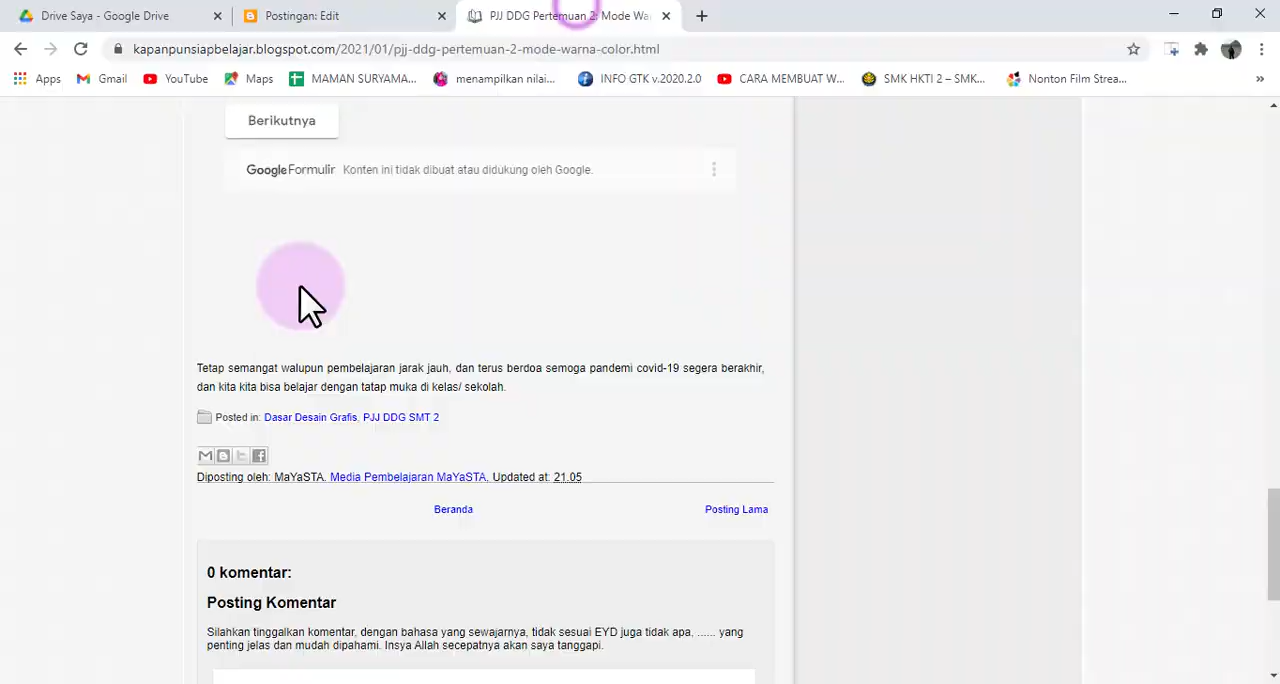 Drive Saya - Google Drive
Postingan: Edit
PJJ DDG Pertemuan 2: Mode Wa
kapanpunsiapbelajar.blogspot.com/2021/01/pjj-ddg-pertemuan-2-mode-warna-color.html
Apps Gmail YouTube Maps MAMAN SURYAMA... menampilkan nilai... INFO GTK v.2020.2.0 CARA MEMBUAT W... SMK HKTI 2 – SMK... Nonton Film Strea...
Berikutnya
Google Formulir Konten ini tidak dibuat atau didukung oleh Google.
Tetap semangat walupun pembelajaran jarak jauh, dan terus berdoa semoga pandemi covid-19 segera berakhir,
dan kita kita bisa belajar dengan tatap muka di kelas/ sekolah.
Posted in: Dasar Desain Grafis, PJJ DDG SMT 2
Diposting oleh: MaYaSTA. Media Pembelajaran MaYaSTA, Updated at: 21.05
Beranda
Posting Lama
0 komentar:
Posting Komentar
Silahkan tinggalkan komentar, dengan bahasa yang sewajarnya, tidak sesuai EYD juga tidak apa, ...... yang
penting jelas dan mudah dipahami. Insya Allah secepatnya akan saya tanggapi.